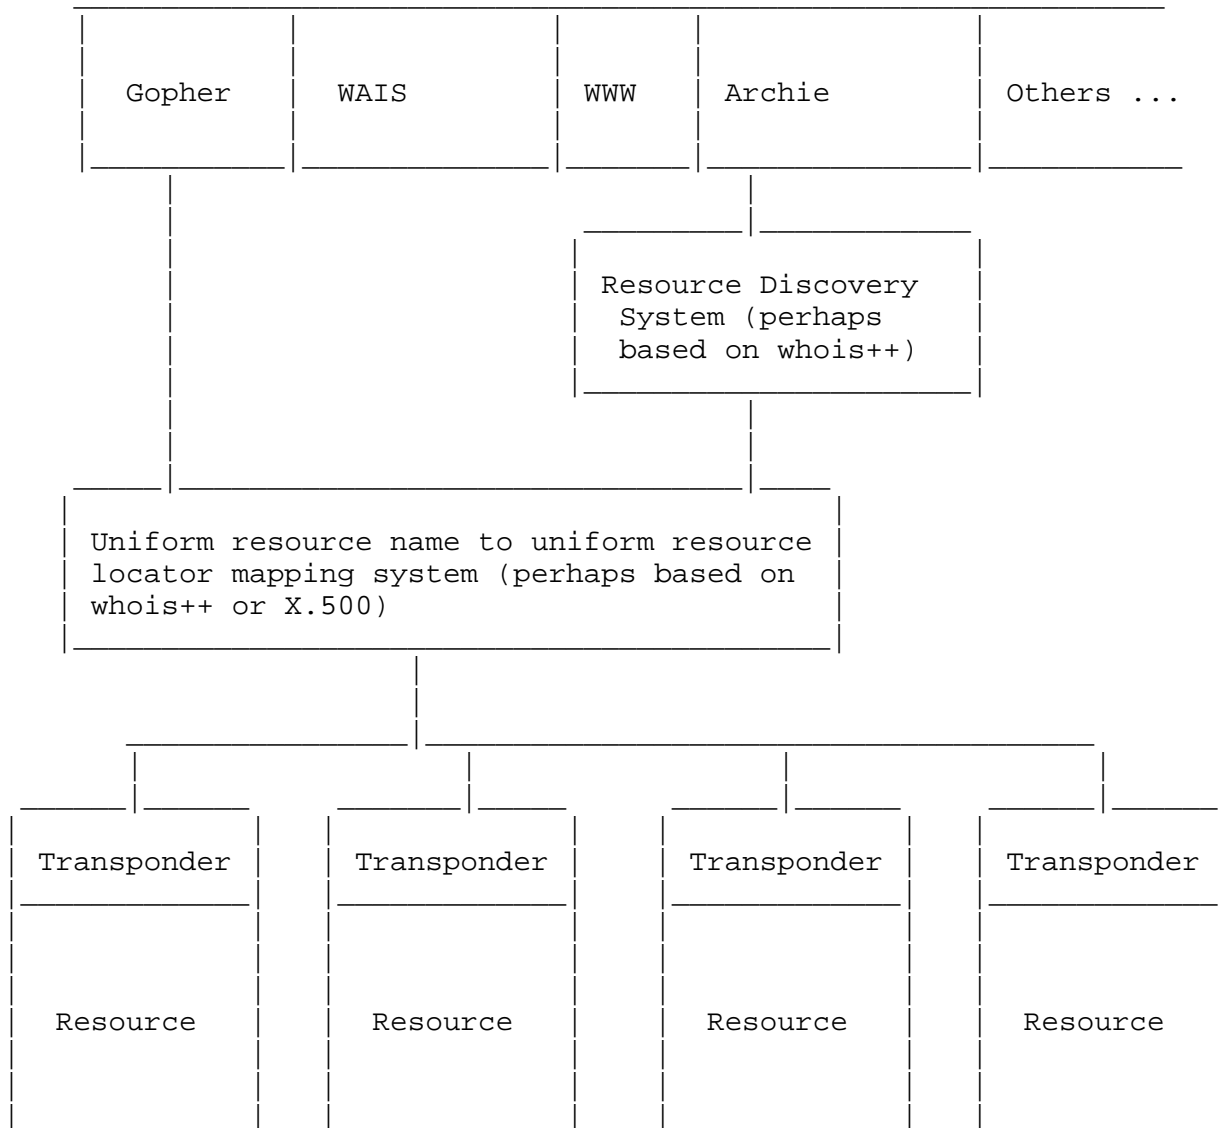 Gopher WAIS WWW Archie Others ...
Resource Discovery
System (perhaps
based on whois++)
Uniform resource name to uniform resource
locator mapping system (perhaps based on
whois++ or X.500)
Transponder Transponder Transponder Transponder
Resource Resource Resource Resource